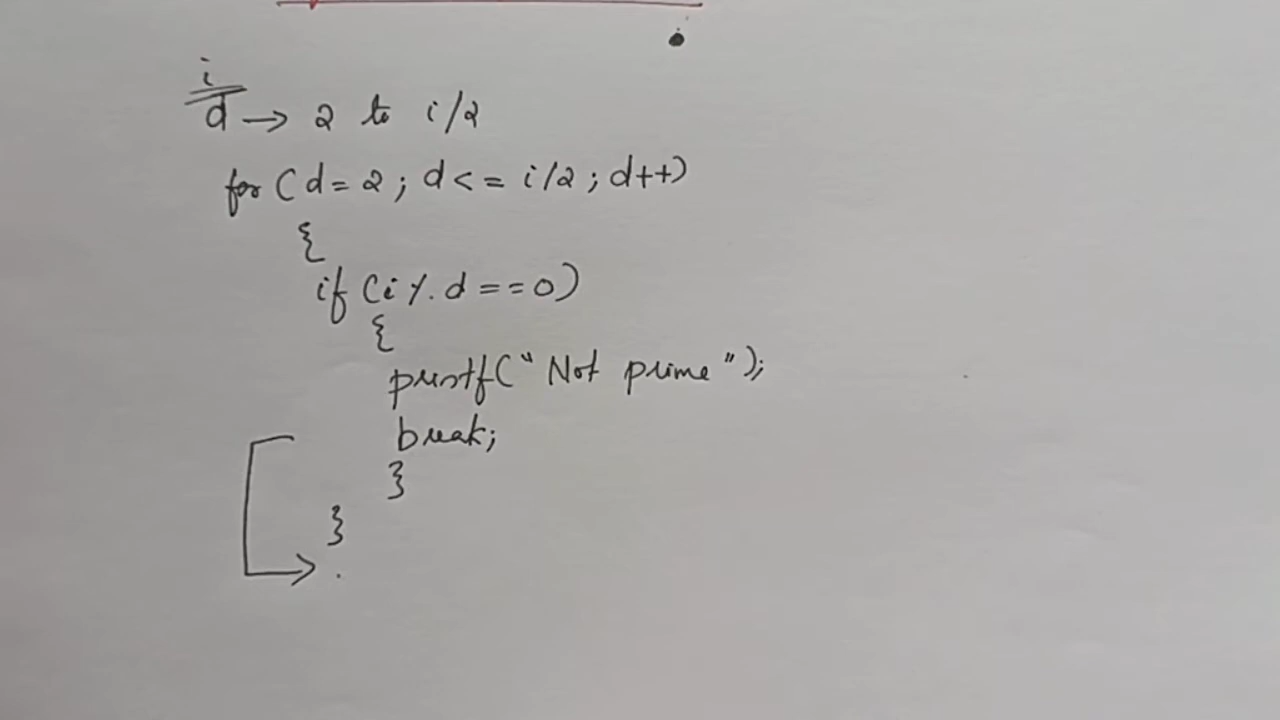 i
d → 2 to i/2
for (d=2; d<=i/2; d++)
{
if (i%d==0)
{
printf("Not prime");
break;
}
}